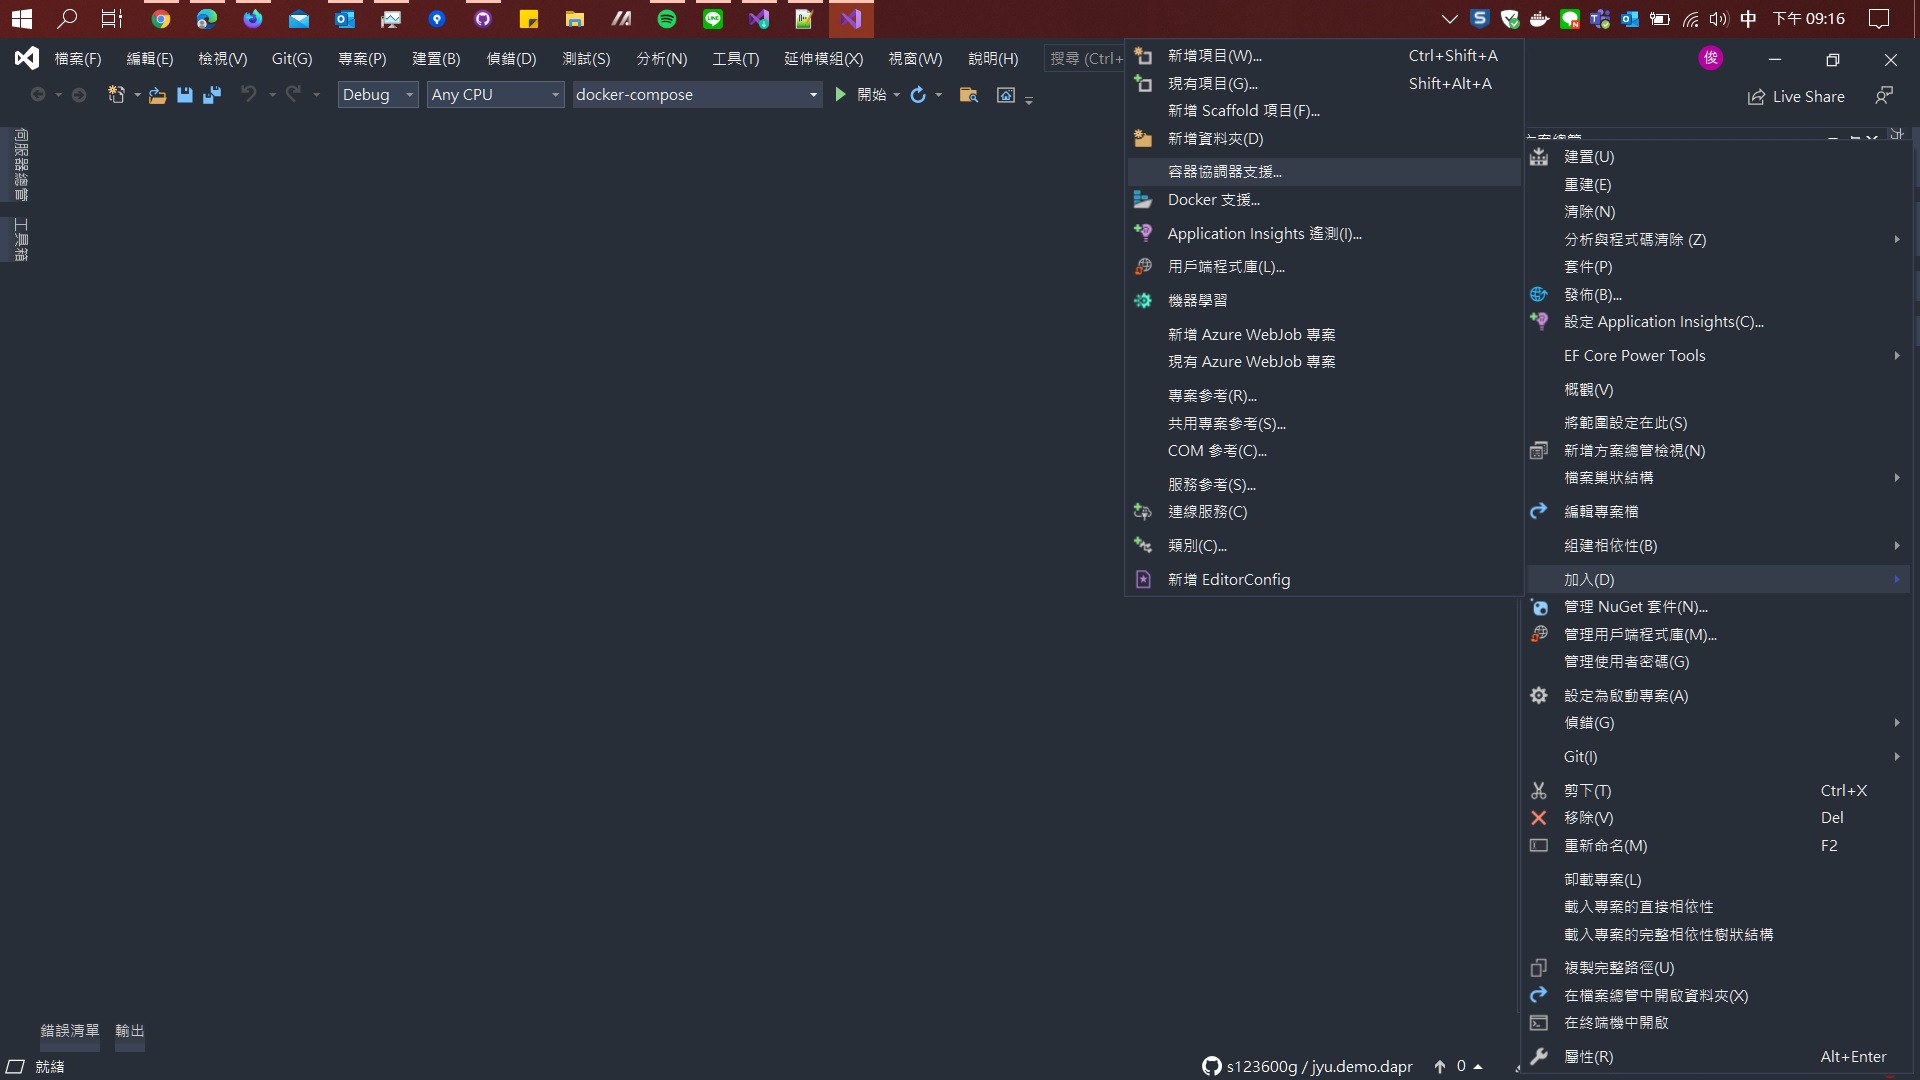 中 下午 09:16
檔案(F) 編輯(E) 檢視(V) Git(G) 專案(P) 建置(B) 偵錯(D) 測試(S) 分析(N) 工具(T) 延伸模組(X) 視窗(W) 說明(H) 搜尋 (Ctrl+
俊
Debug Any CPU docker-compose 開始 Live Share
伺服器總管
工具箱
新增項目(W)... Ctrl+Shift+A
現有項目(G)... Shift+Alt+A
新增 Scaffold 項目(F)...
新增資料夾(D)
容器協調器支援...
Docker 支援...
Application Insights 遙測(I)...
用戶端程式庫(L)...
機器學習
新增 Azure WebJob 專案
現有 Azure WebJob 專案
專案參考(R)...
共用專案參考(S)...
COM 參考(C)...
服務參考(S)...
連線服務(C)
類別(C)...
新增 EditorConfig
建置(U)
重建(E)
清除(N)
分析與程式碼清除 (Z)
套件(P)
發佈(B)...
設定 Application Insights(C)...
EF Core Power Tools
概觀(V)
將範圍設定在此(S)
新增方案總管檢視(N)
檔案巢狀結構
編輯專案檔
組建相依性(B)
加入(D)
管理 NuGet 套件(N)...
管理用戶端程式庫(M)...
管理使用者密碼(G)
設定為啟動專案(A)
偵錯(G)
Git(I)
剪下(T) Ctrl+X
移除(V) Del
重新命名(M) F2
卸載專案(L)
載入專案的直接相依性
載入專案的完整相依性樹狀結構
複製完整路徑(U)
在檔案總管中開啟資料夾(X)
在終端機中開啟
屬性(R) Alt+Enter
錯誤清單 輸出
就緒 s123600g / jyu.demo.dapr 0